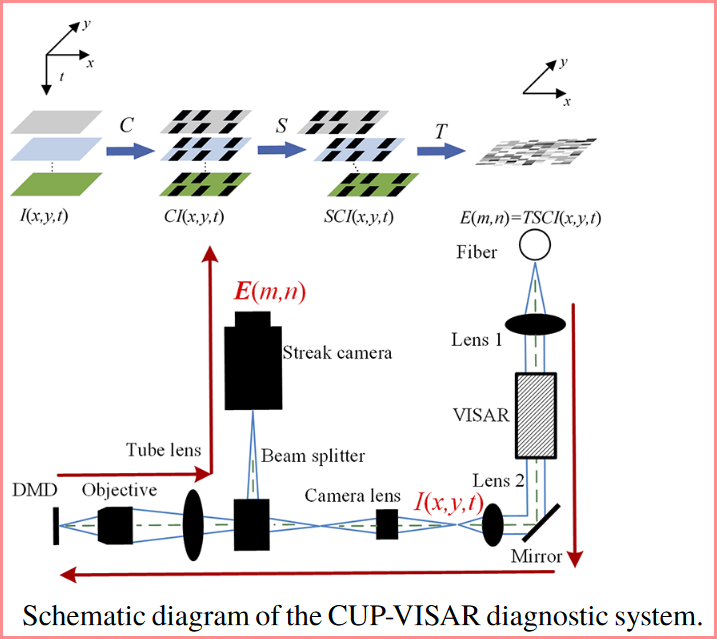 y
x
t
y
x
C
S
T
I(x,y,t)
CI(x,y,t)
SCI(x,y,t)
E(m,n)=TSCI(x,y,t)
Fiber
E(m,n)
Lens 1
Streak camera
VISAR
Tube lens
Beam splitter
Lens 2
DMD
Objective
Camera lens
I(x,y,t)
Mirror
Schematic diagram of the CUP-VISAR diagnostic system.